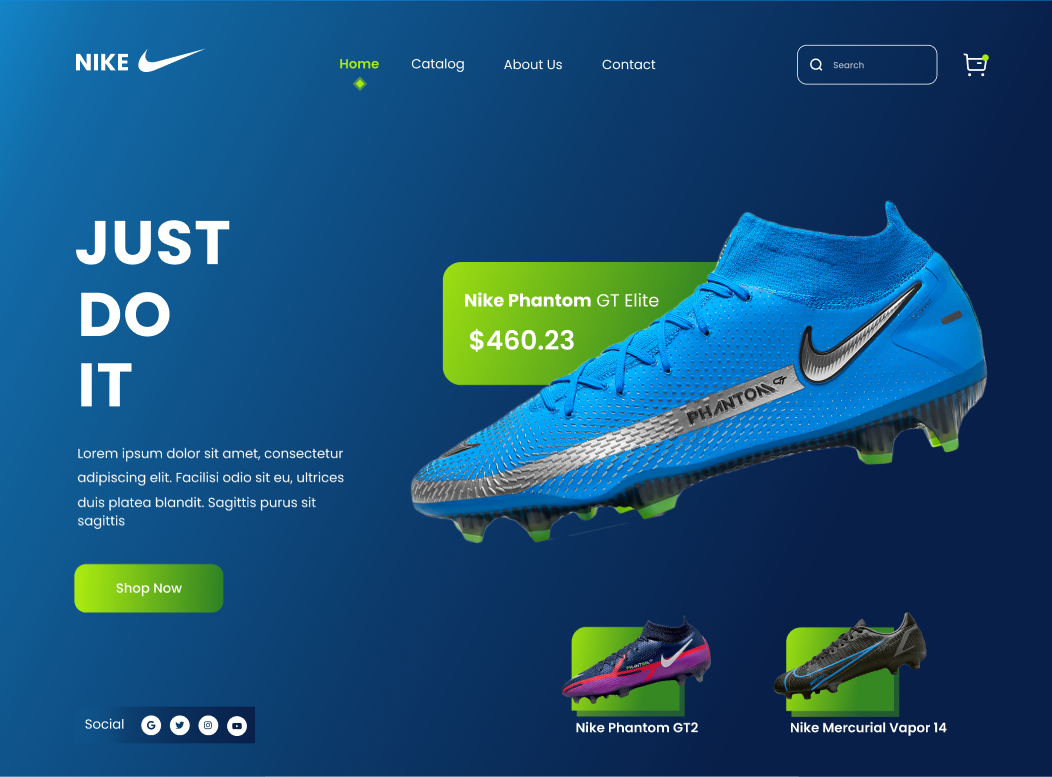 NIKE
Home
Catalog
About Us
Contact
Search
JUST
DO
IT
Nike Phantom GT Elite
$460.23
PHANTOM GT
Lorem ipsum dolor sit amet, consectetur
adipiscing elit. Facilisi odio sit eu, ultrices
duis platea blandit. Sagittis purus sit
sagittis
Shop Now
Social
Nike Phantom GT2
Nike Mercurial Vapor 14